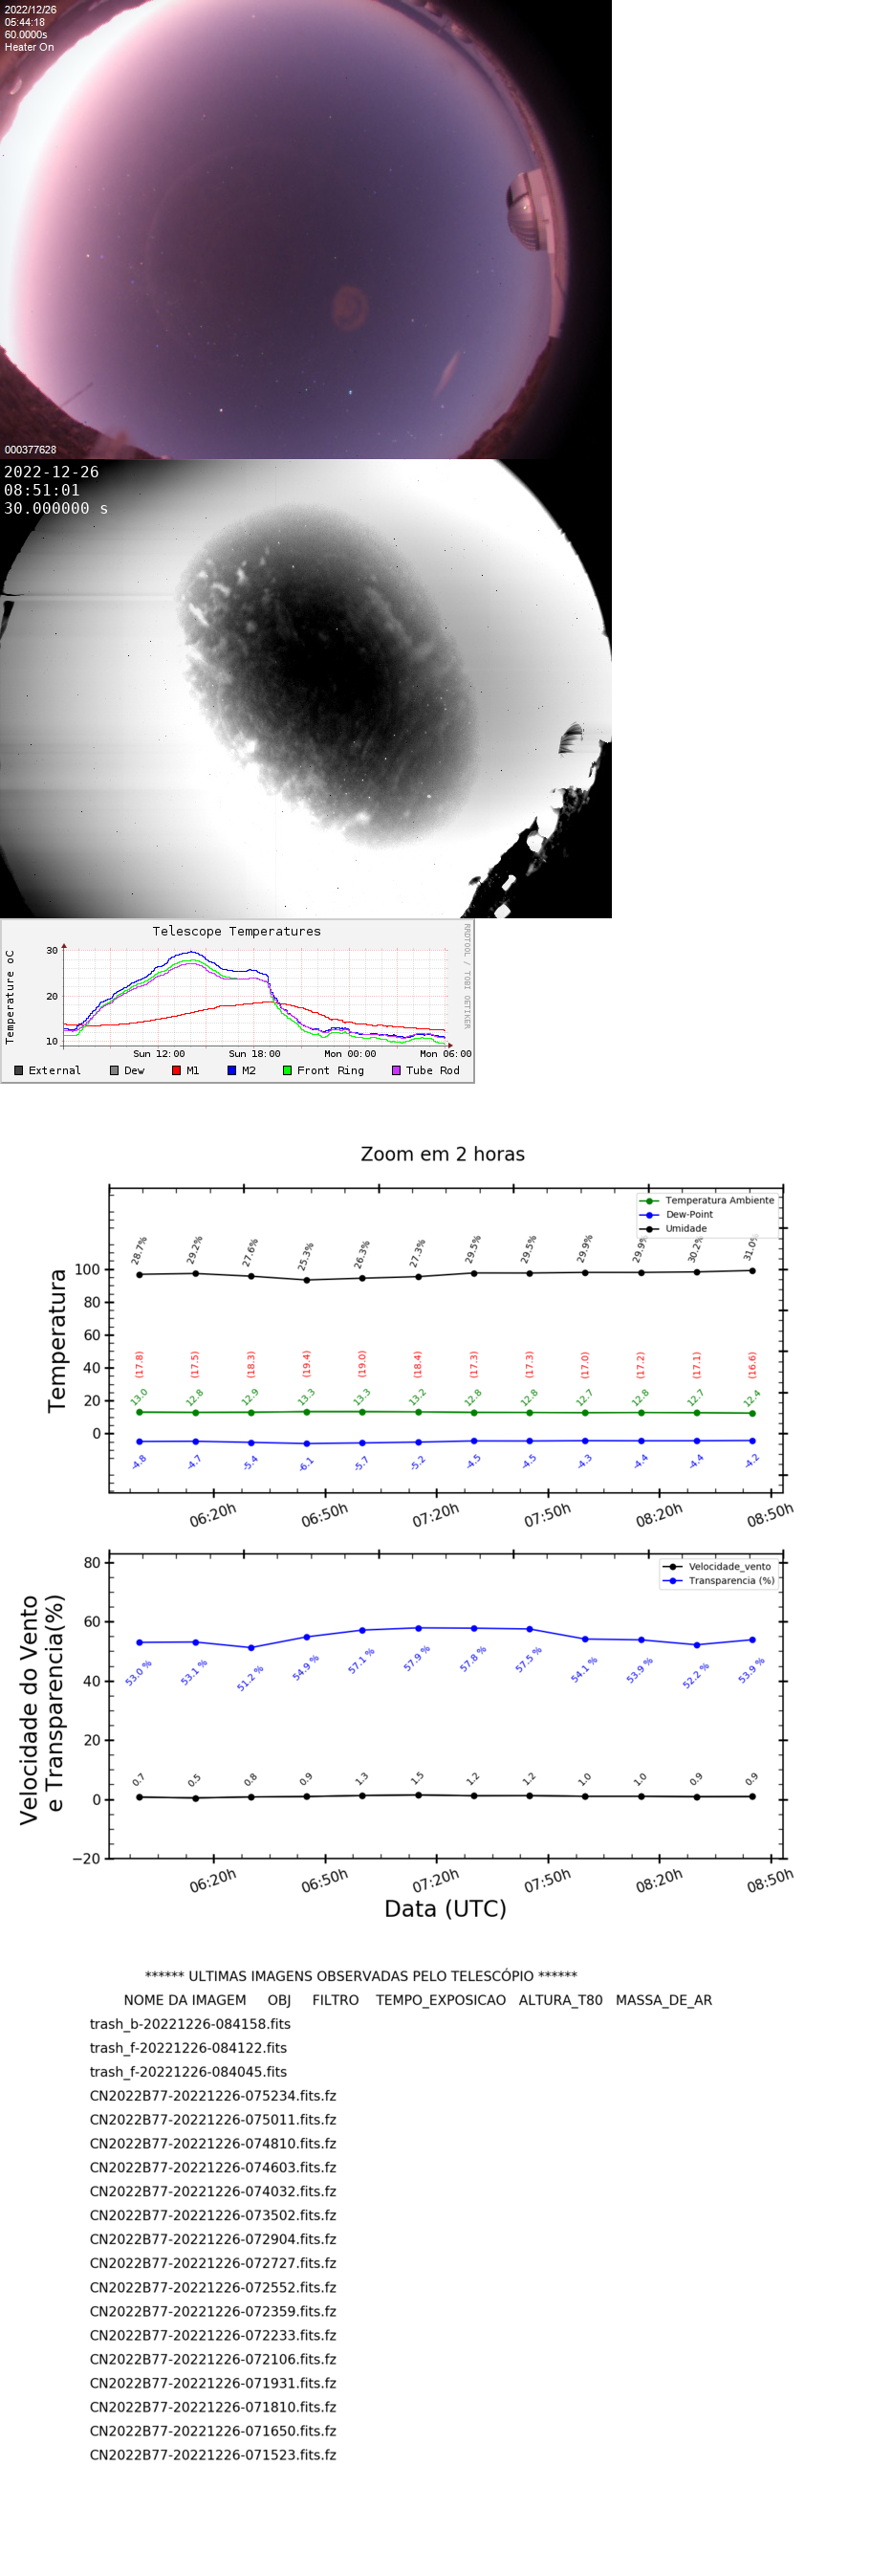 2022/12/26
05:44:18
60.0000s
Heater On
000377628
2022-12-26
08:51:01
30.000000 s
Telescope Temperatures
RRDTOOL / TOBI OETIKER
Temperature oC
30
20
10
Sun 12:00 Sun 18:00 Mon 00:00 Mon 06:00
External Dew M1 M2 Front Ring Tube Rod
Zoom em 2 horas
Temperatura Ambiente
Dew-Point
Umidade
Temperatura
100
80
60
40
20
0
28.7% 29.2% 27.6% 25.3% 26.3% 27.3% 29.5% 29.5% 29.9% 29.9% 30.2% 31.0%
(17.8) (17.5) (18.3) (19.4) (19.0) (18.4) (17.3) (17.3) (17.0) (17.2) (17.1) (16.6)
13.0 12.8 12.9 13.3 13.3 13.2 12.8 12.8 12.7 12.8 12.7 12.4
-4.8 -4.7 -5.4 -6.1 -5.7 -5.2 -4.5 -4.5 -4.3 -4.4 -4.4 -4.2
06:20h 06:50h 07:20h 07:50h 08:20h 08:50h
Velocidade_vento
Transparencia (%)
Velocidade do Vento
e Transparencia(%)
80
60
40
20
0
−20
53.0 % 53.1 % 51.2 % 54.9 % 57.1 % 57.9 % 57.8 % 57.5 % 54.1 % 53.9 % 52.2 % 53.9 %
0.7 0.5 0.8 0.9 1.3 1.5 1.2 1.2 1.0 1.0 0.9 0.9
06:20h 06:50h 07:20h 07:50h 08:20h 08:50h
Data (UTC)
****** ULTIMAS IMAGENS OBSERVADAS PELO TELESCÓPIO ******
NOME DA IMAGEM OBJ FILTRO TEMPO_EXPOSICAO ALTURA_T80 MASSA_DE_AR
trash_b-20221226-084158.fits
trash_f-20221226-084122.fits
trash_f-20221226-084045.fits
CN2022B77-20221226-075234.fits.fz
CN2022B77-20221226-075011.fits.fz
CN2022B77-20221226-074810.fits.fz
CN2022B77-20221226-074603.fits.fz
CN2022B77-20221226-074032.fits.fz
CN2022B77-20221226-073502.fits.fz
CN2022B77-20221226-072904.fits.fz
CN2022B77-20221226-072727.fits.fz
CN2022B77-20221226-072552.fits.fz
CN2022B77-20221226-072359.fits.fz
CN2022B77-20221226-072233.fits.fz
CN2022B77-20221226-072106.fits.fz
CN2022B77-20221226-071931.fits.fz
CN2022B77-20221226-071810.fits.fz
CN2022B77-20221226-071650.fits.fz
CN2022B77-20221226-071523.fits.fz